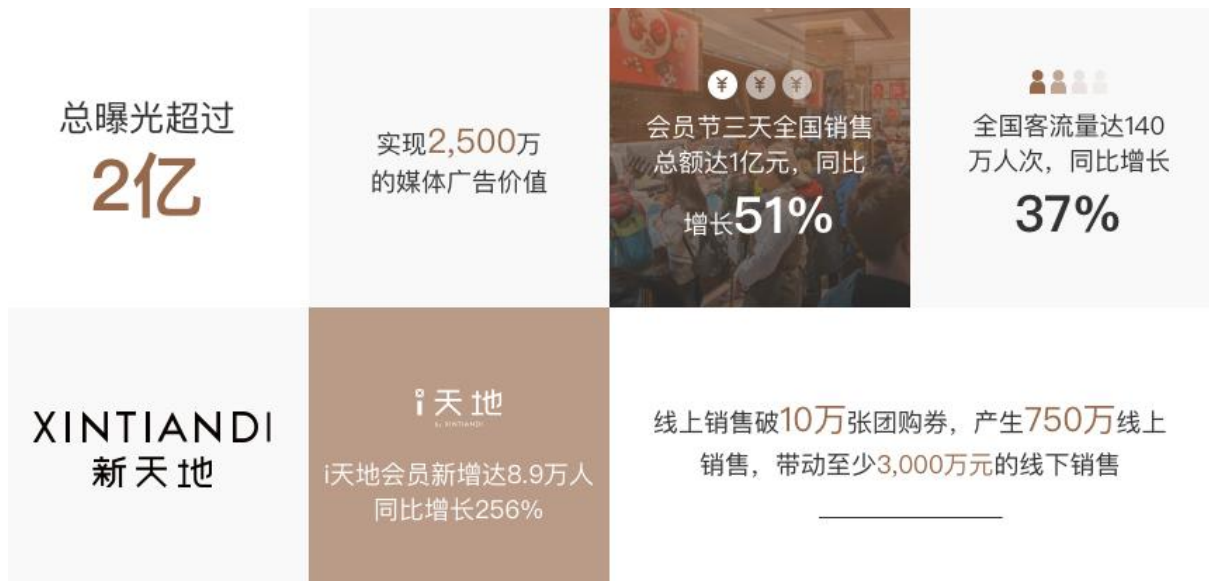 总曝光超过
2亿
实现2,500万
的媒体广告价值
¥ ¥ ¥
会员节三天全国销售
总额达1亿元，同比
增长51%
全国客流量达140
万人次，同比增长
37%
XINTIANDI
新天地
i天地
by XINTIANDI
i天地会员新增达8.9万人
同比增长256%
线上销售破10万张团购券，产生750万线上
销售，带动至少3,000万元的线下销售